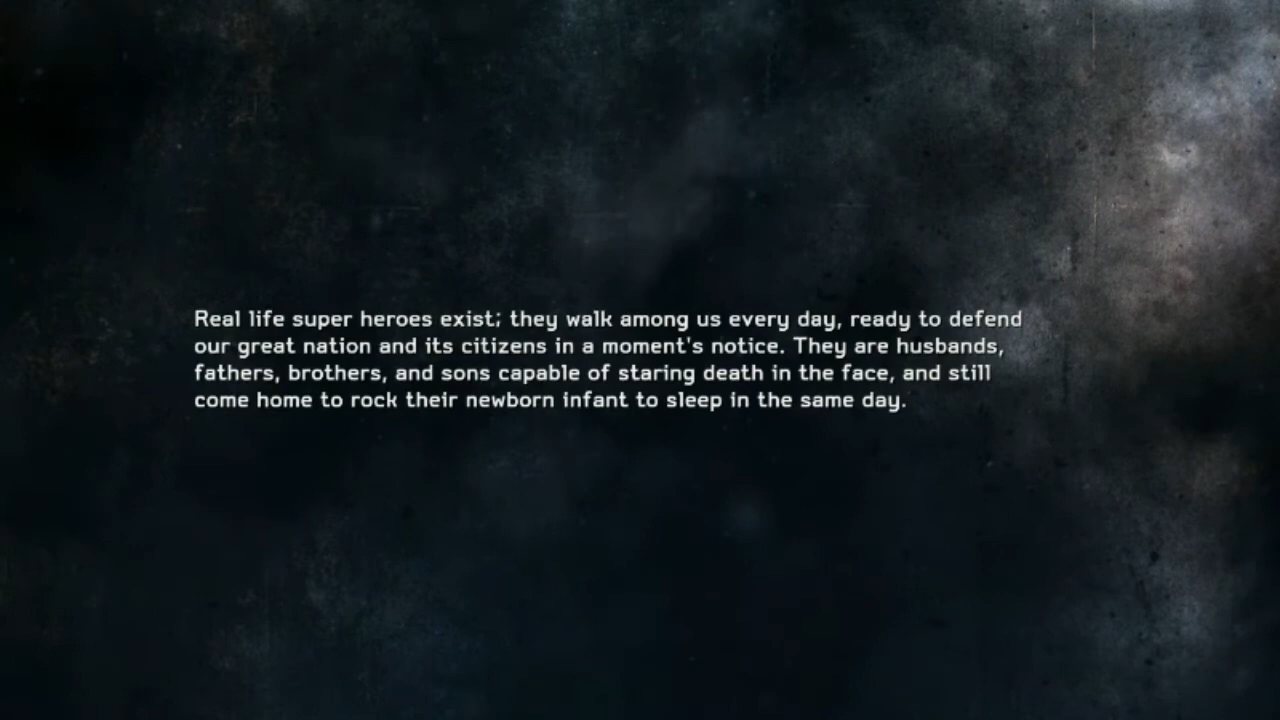 Real life super heroes exist; they walk among us every day, ready to defend
our great nation and its citizens in a moment's notice. They are husbands,
fathers, brothers, and sons capable of staring death in the face, and still
come home to rock their newborn infant to sleep in the same day.